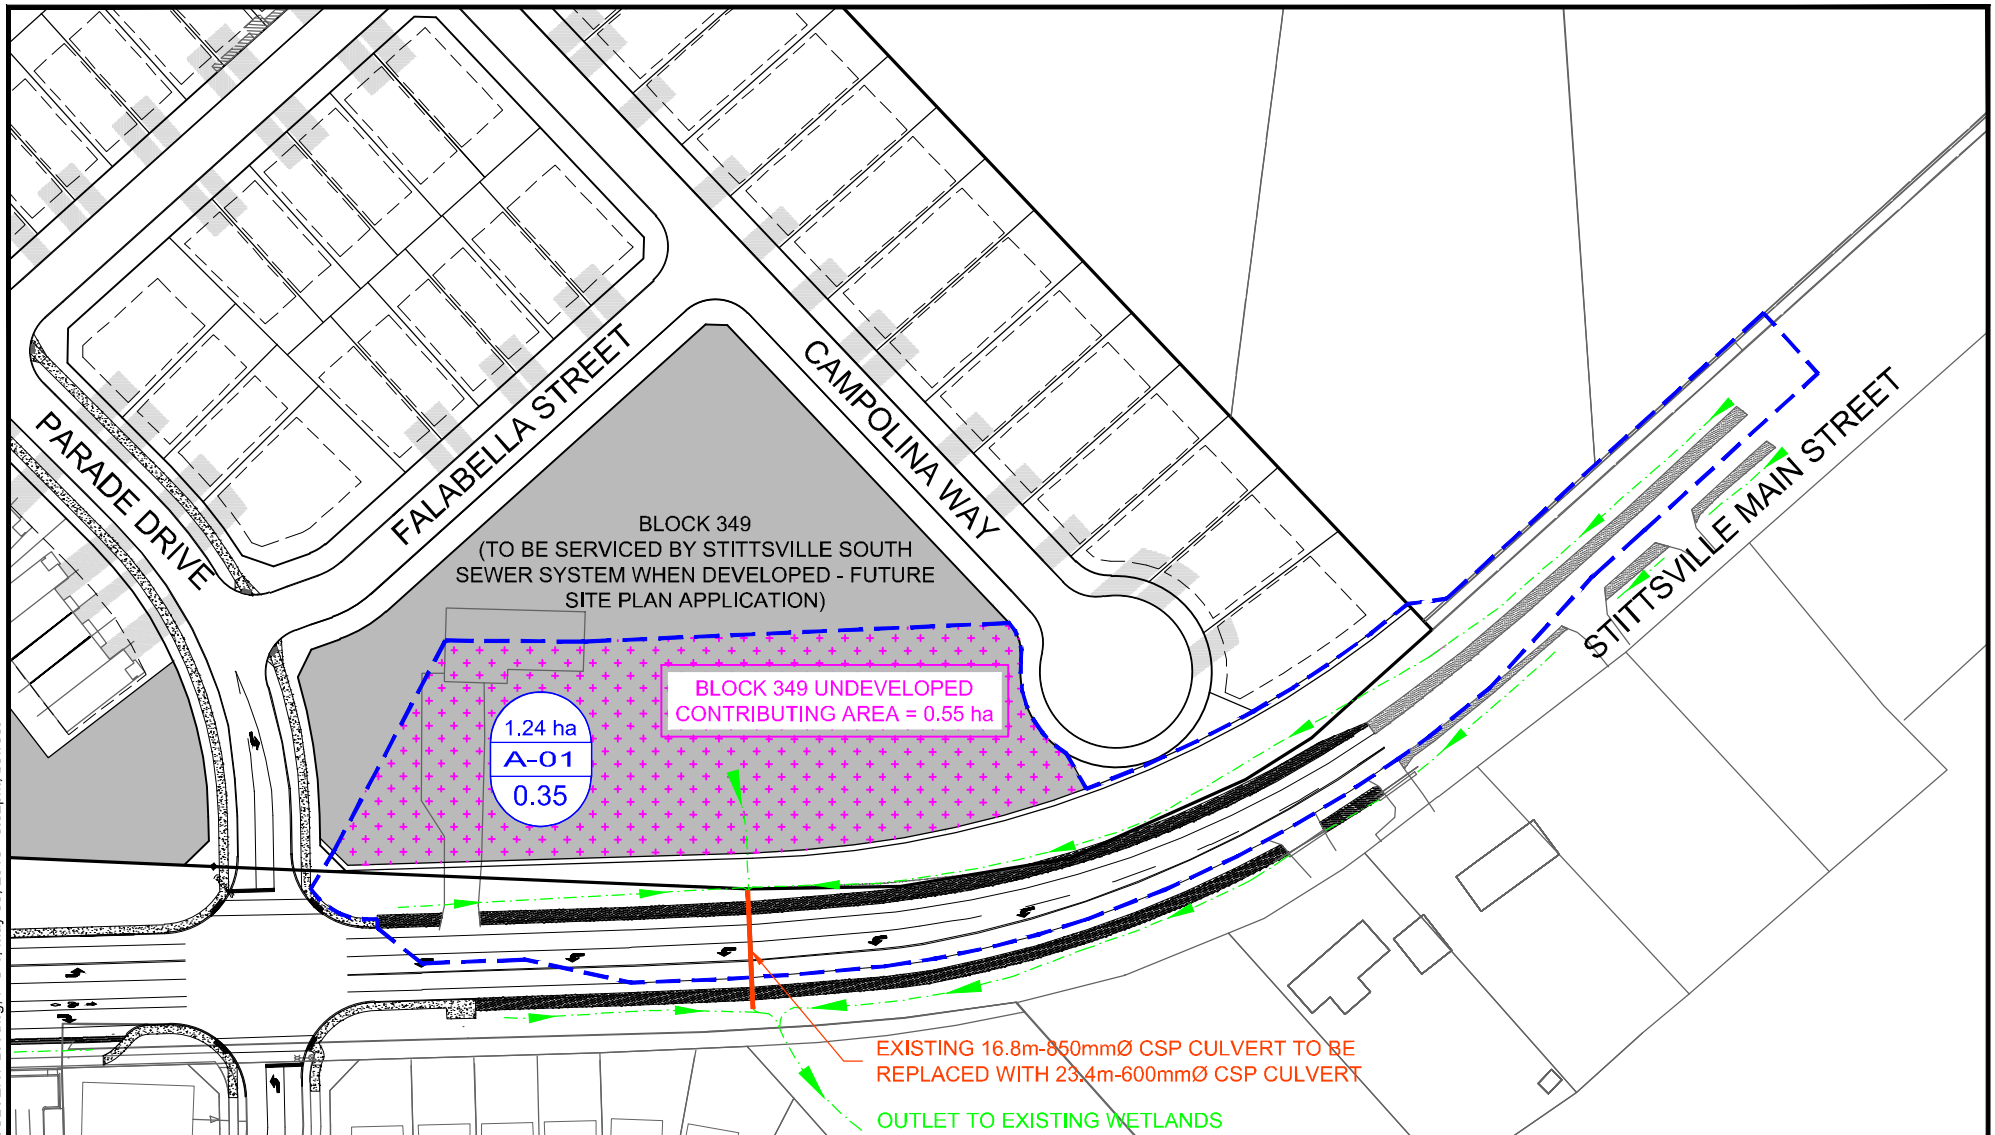 PARADE DRIVE
FALABELLA STREET
CAMPOLINA WAY
STITTSVILLE MAIN STREET
BLOCK 349
(TO BE SERVICED BY STITTSVILLE SOUTH
SEWER SYSTEM WHEN DEVELOPED - FUTURE
SITE PLAN APPLICATION)
BLOCK 349 UNDEVELOPED
CONTRIBUTING AREA = 0.55 ha
1.24 ha
A-01
0.35
EXISTING 16.8m-850mmØ CSP CULVERT TO BE
REPLACED WITH 23.4m-600mmØ CSP CULVERT
OUTLET TO EXISTING WETLANDS